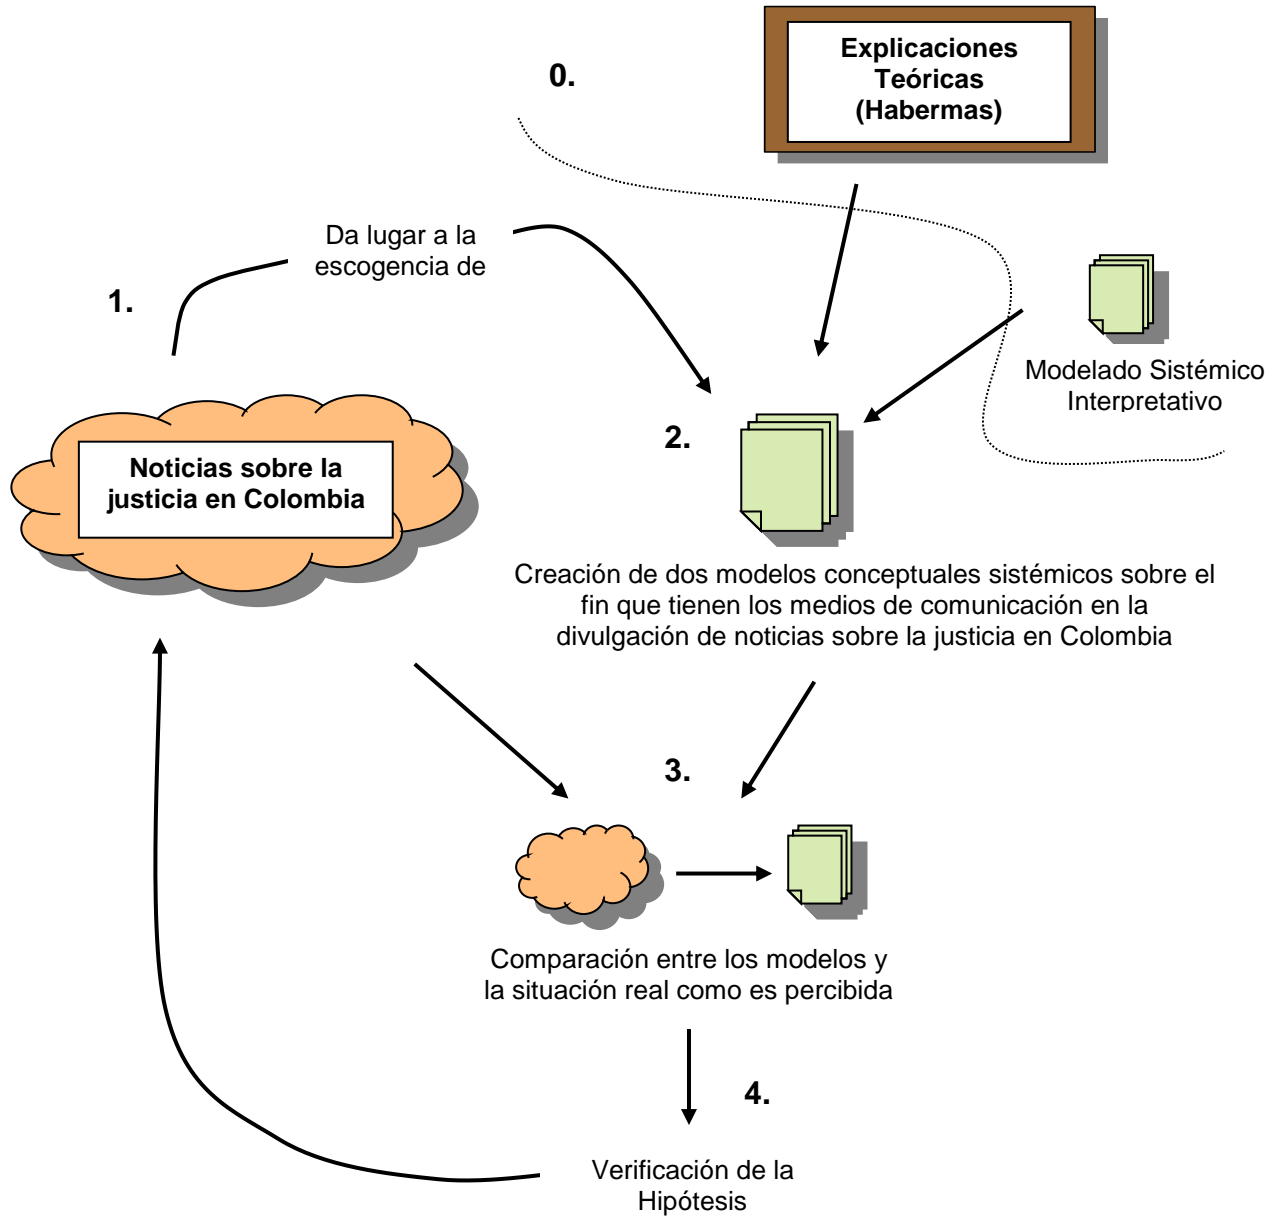 0.
Explicaciones
Teóricas
(Habermas)
Da lugar a la
escogencia de
1.
Modelado Sistémico
Interpretativo
2.
Noticias sobre la
justicia en Colombia
Creación de dos modelos conceptuales sistémicos sobre el
fin que tienen los medios de comunicación en la
divulgación de noticias sobre la justicia en Colombia
3.
Comparación entre los modelos y
la situación real como es percibida
4.
Verificación de la
Hipótesis